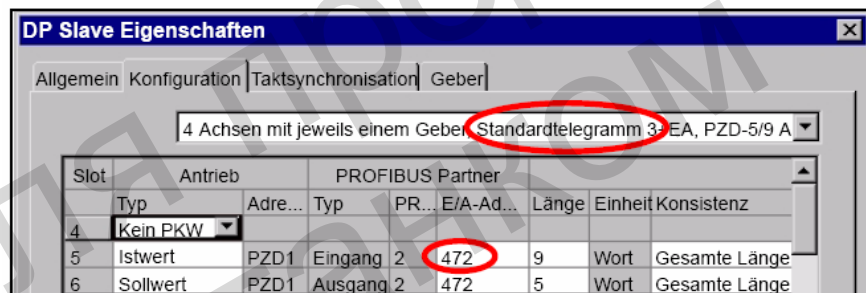 DP Slave Eigenschaften
Allgemein Konfiguration Taktsynchronisation Geber
4 Achsen mit jeweils einem Geber, Standardtelegramm 3+EA, PZD-5/9 A
Slot Antrieb PROFIBUS Partner
Typ Adre... Typ PR... E/A-Ad... Länge Einheit Konsistenz
4 Kein PKW
5 Istwert PZD1 Eingang 2 472 9 Wort Gesamte Länge
6 Sollwert PZD1 Ausgang 2 472 5 Wort Gesamte Länge